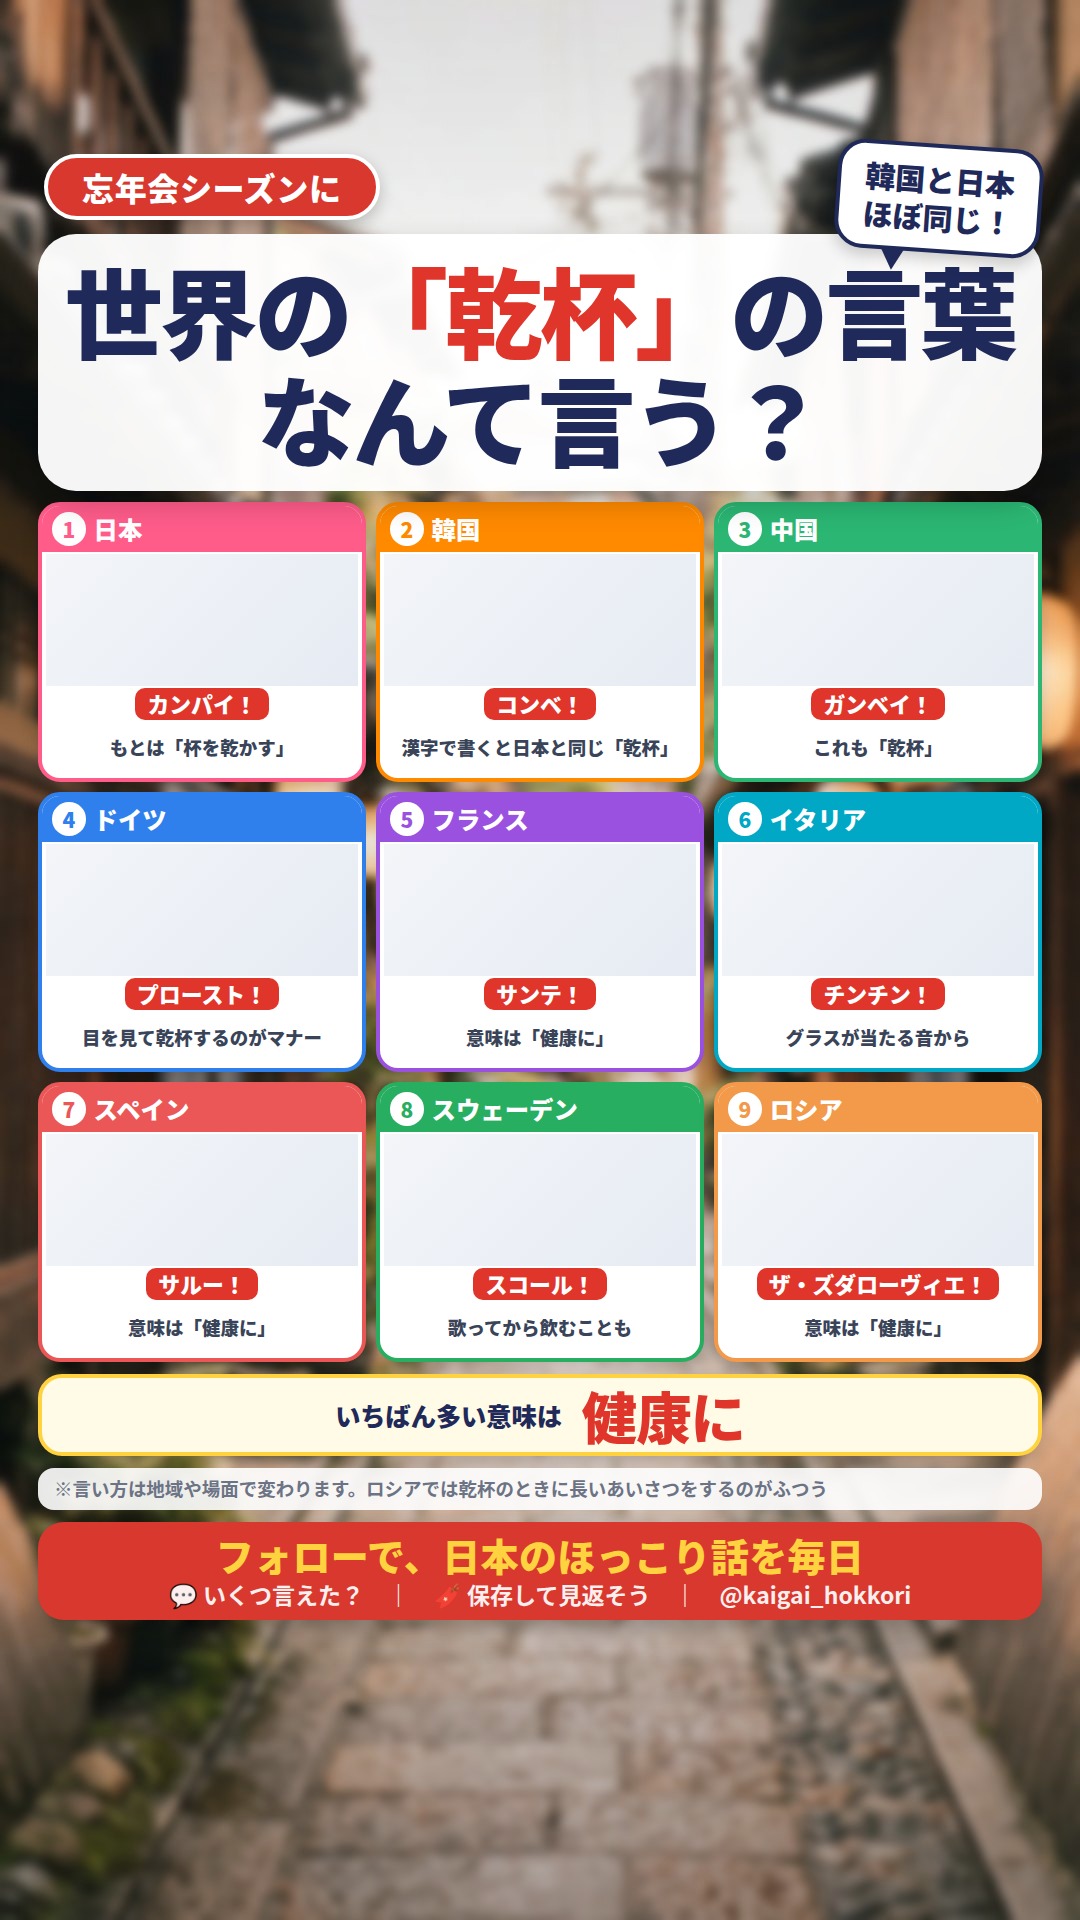 忘年会シーズンに
韓国と日本
ほぼ同じ！
世界の「乾杯」の言葉
なんて言う？
1 日本
カンパイ！
もとは「杯を乾かす」
2 韓国
コンベ！
漢字で書くと日本と同じ「乾杯」
3 中国
ガンベイ！
これも「乾杯」
4 ドイツ
プロースト！
目を見て乾杯するのがマナー
5 フランス
サンテ！
意味は「健康に」
6 イタリア
チンチン！
グラスが当たる音から
7 スペイン
サルー！
意味は「健康に」
8 スウェーデン
スコール！
歌ってから飲むことも
9 ロシア
ザ・ズダローヴィエ！
意味は「健康に」
いちばん多い意味は 健康に
※言い方は地域や場面で変わります。ロシアでは乾杯のときに長いあいさつをするのがふつう
フォローで、日本のほっこり話を毎日
💬 いくつ言えた？ ｜ 🔖 保存して見返そう ｜ @kaigai_hokkori